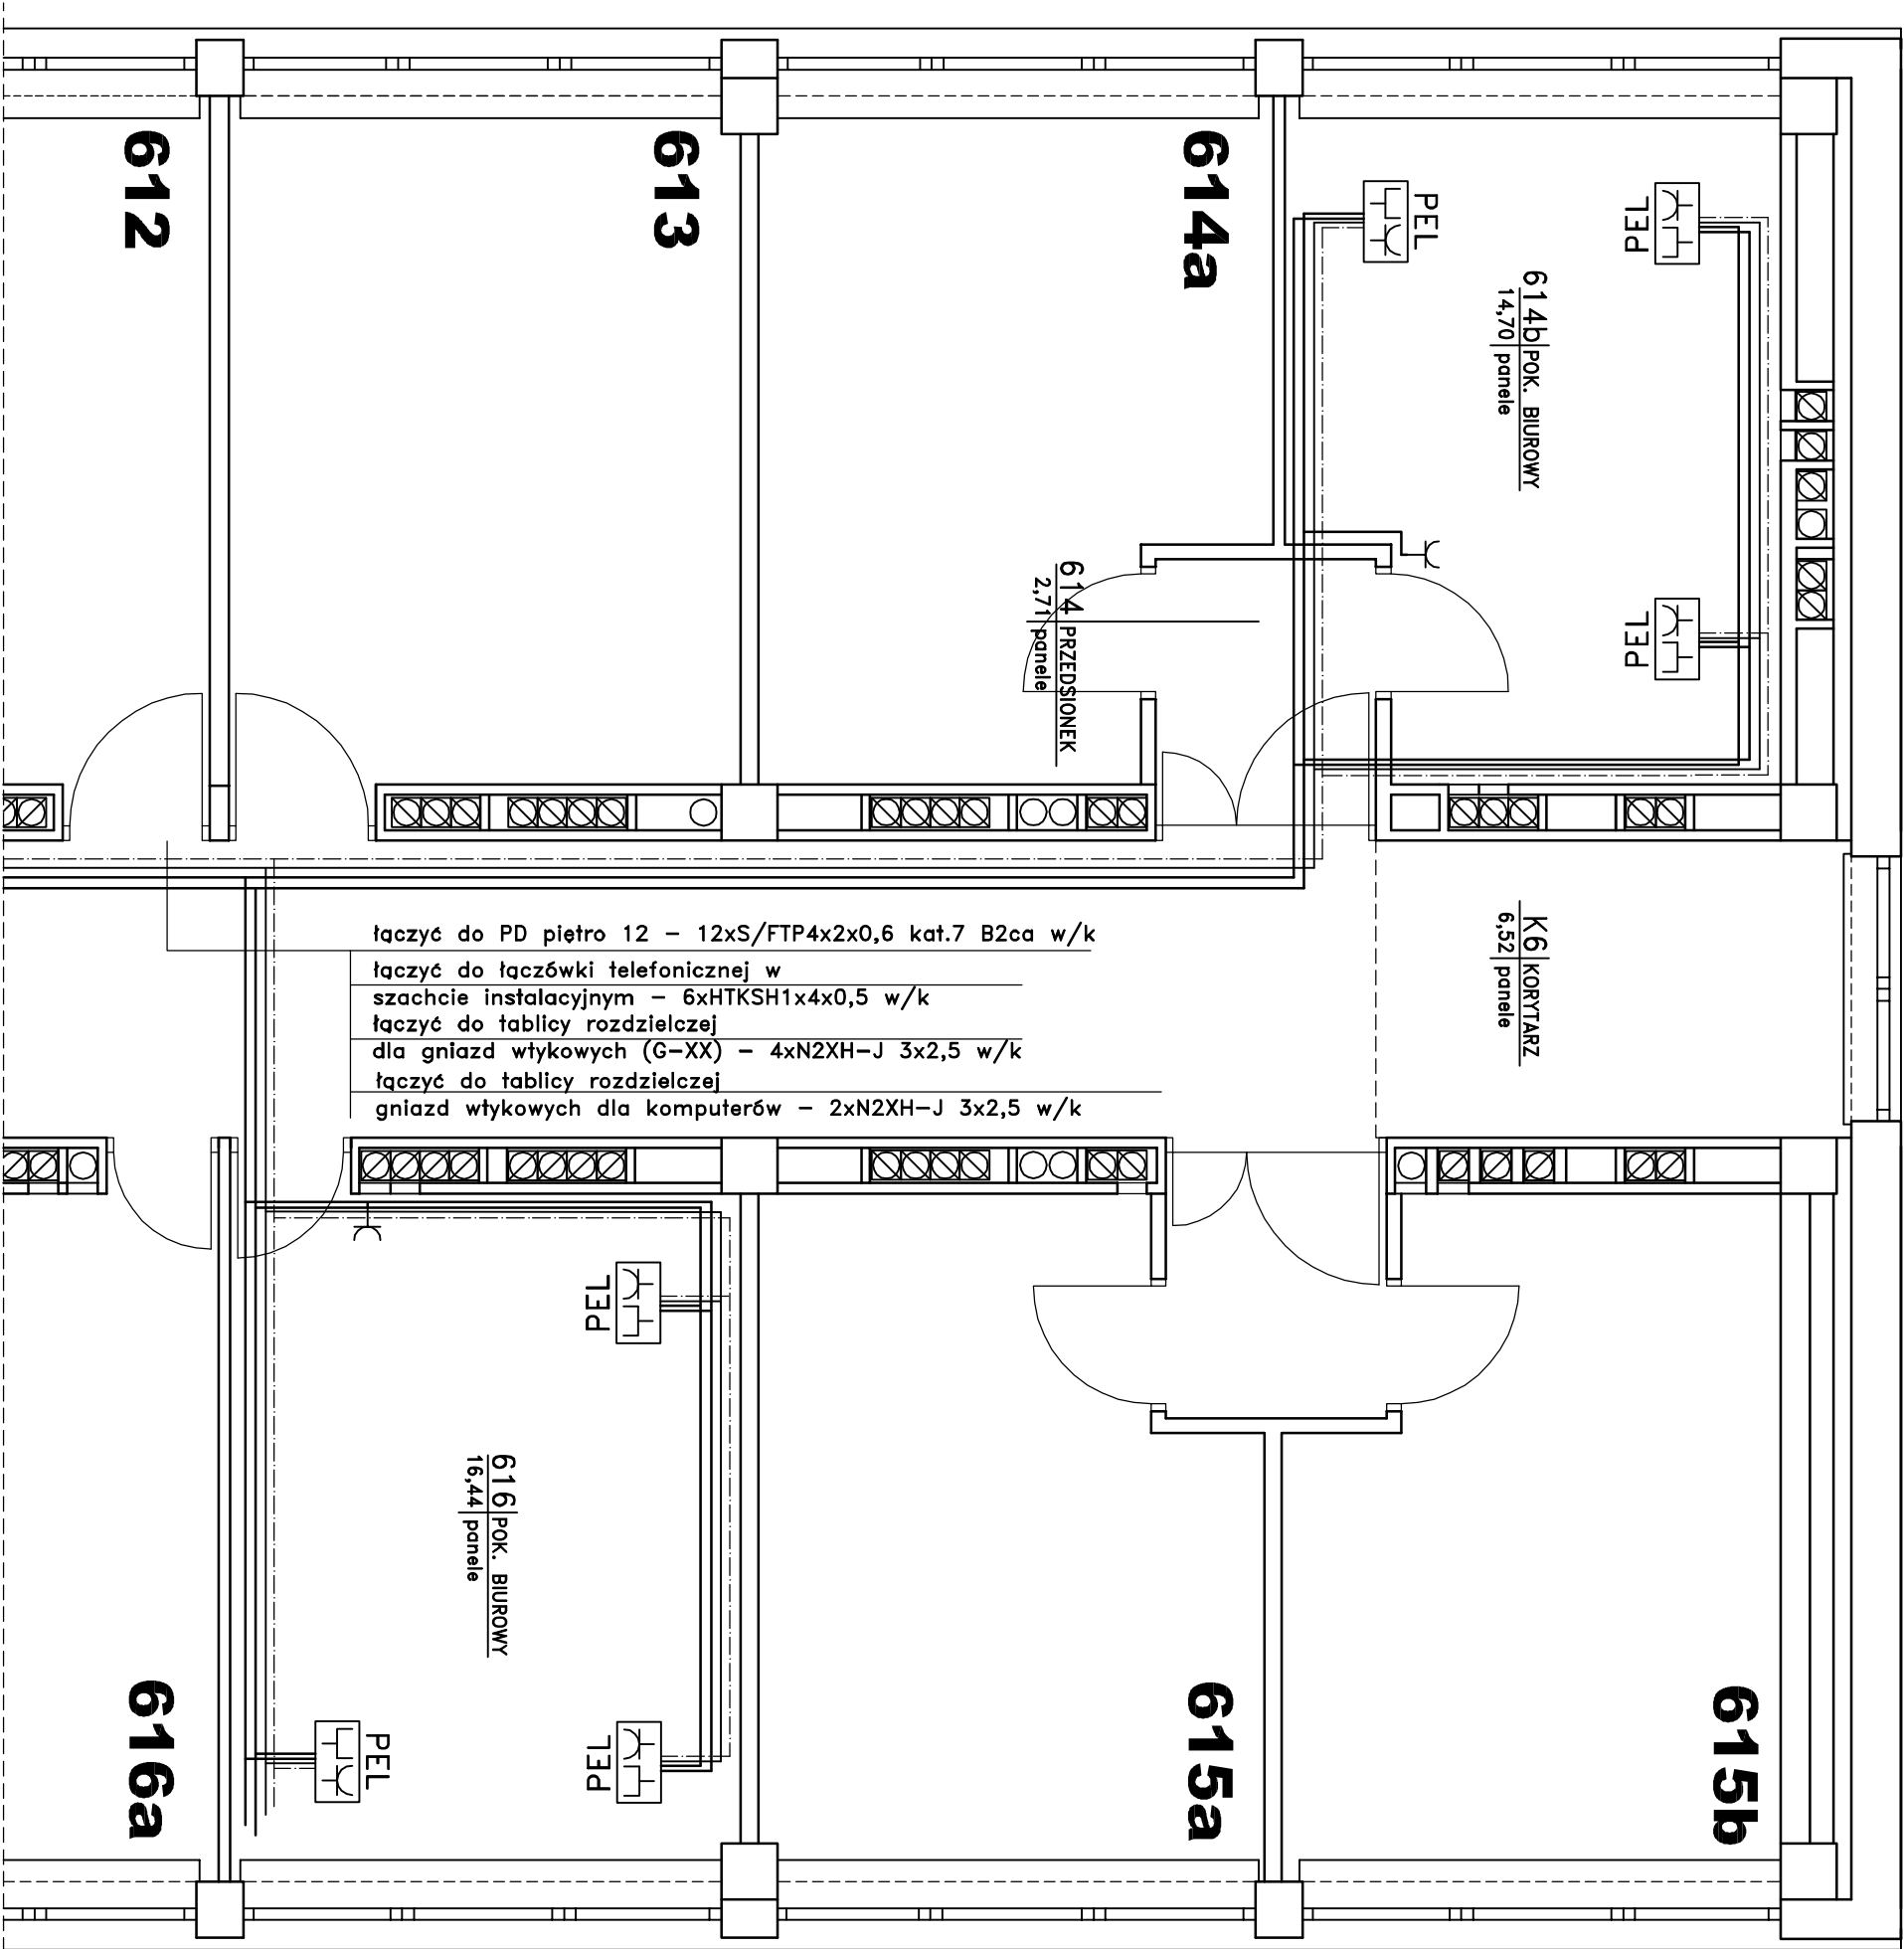 612
613
614a
PEL
PEL
614b POK. BIUROWY
14,70 panele
PEL
614 PRZEDSIONEK
2,71 panele
łączyć do PD piętro 12 – 12xS/FTP4x2x0,6 kat.7 B2ca w/k
łączyć do łączówki telefonicznej w
szachcie instalacyjnym – 6xHTKSH1x4x0,5 w/k
łączyć do tablicy rozdzielczej
dla gniazd wtykowych (G–XX) – 4xN2XH–J 3x2,5 w/k
łączyć do tablicy rozdzielczej
gniazd wtykowych dla komputerów – 2xN2XH–J 3x2,5 w/k
K6 KORYTARZ
6,52 panele
PEL
616 POK. BIUROWY
16,44 panele
PEL
PEL
616a
615a
615b